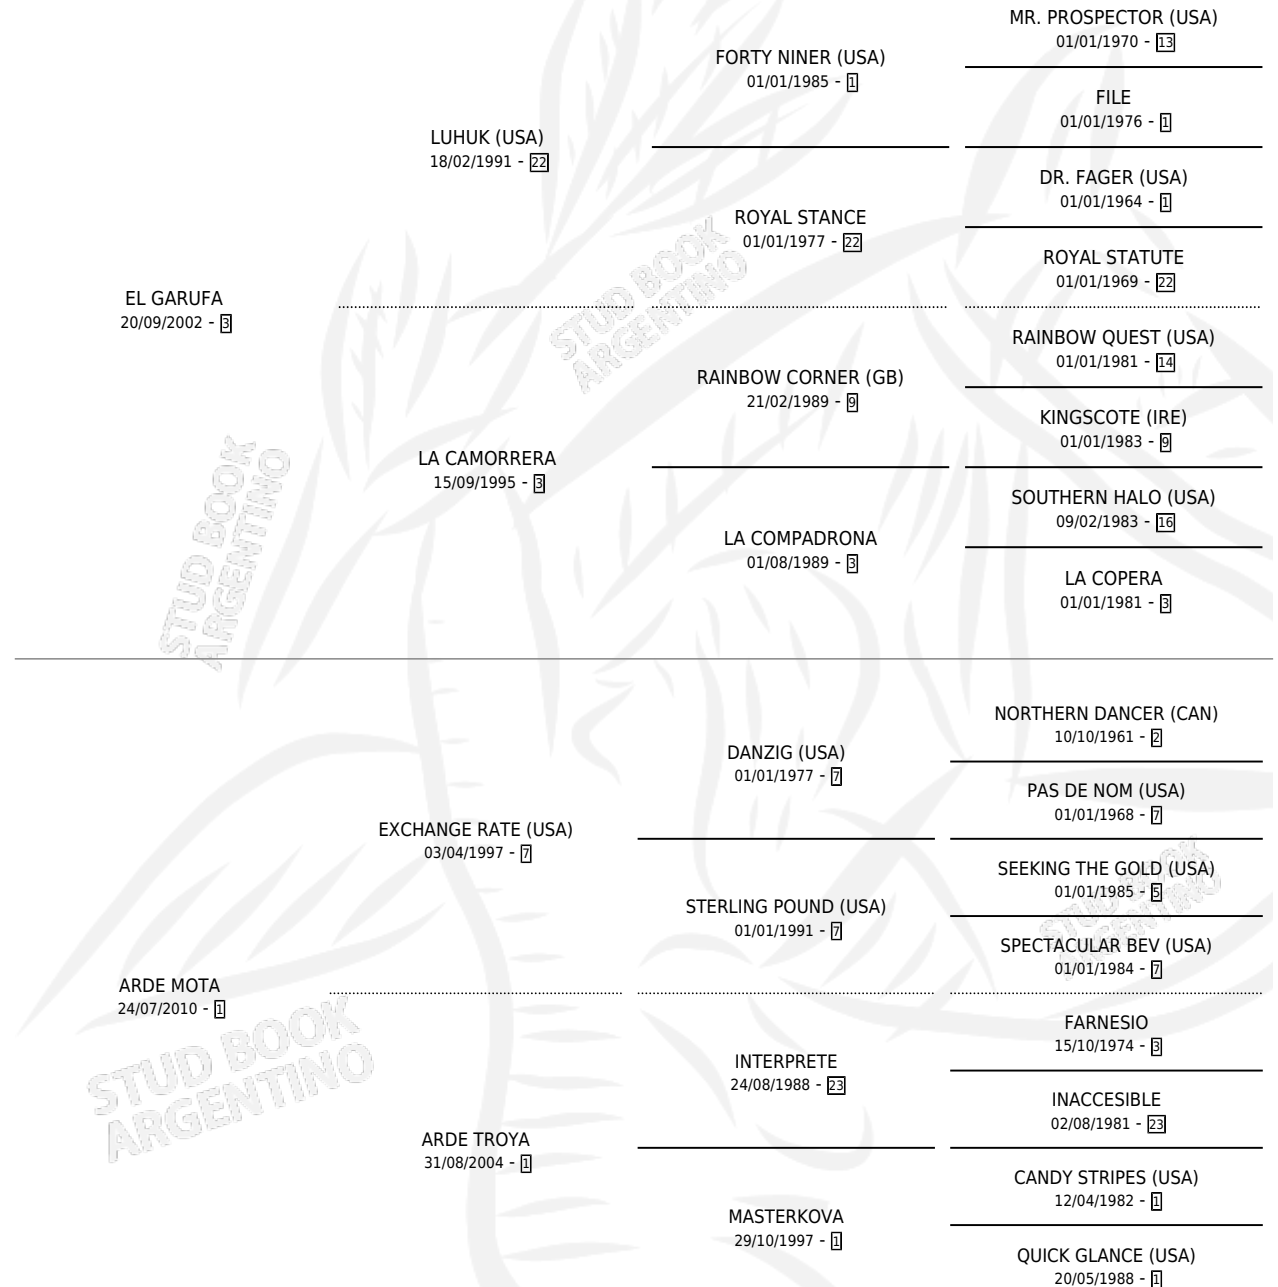 MR. PROSPECTOR (USA)
01/01/1970 - 13
FORTY NINER (USA)
01/01/1985 - 1
FILE
01/01/1976 - 1
LUHUK (USA)
18/02/1991 - 22
DR. FAGER (USA)
01/01/1964 - 1
ROYAL STANCE
01/01/1977 - 22
ROYAL STATUTE
01/01/1969 - 22
EL GARUFA
20/09/2002 - 3
RAINBOW QUEST (USA)
01/01/1981 - 14
RAINBOW CORNER (GB)
21/02/1989 - 9
KINGSCOTE (IRE)
01/01/1983 - 9
LA CAMORRERA
15/09/1995 - 3
SOUTHERN HALO (USA)
09/02/1983 - 16
LA COMPADRONA
01/08/1989 - 3
LA COPERA
01/01/1981 - 3
STUD BOOK
ARGENTINO
STUD BOOK
ARGENTINO
NORTHERN DANCER (CAN)
10/10/1961 - 2
DANZIG (USA)
01/01/1977 - 7
PAS DE NOM (USA)
01/01/1968 - 7
EXCHANGE RATE (USA)
03/04/1997 - 7
SEEKING THE GOLD (USA)
01/01/1985 - 5
STERLING POUND (USA)
01/01/1991 - 7
SPECTACULAR BEV (USA)
01/01/1984 - 7
STUD BOOK
ARGENTINO
ARDE MOTA
24/07/2010 - 1
FARNESIO
15/10/1974 - 3
INTERPRETE
24/08/1988 - 23
INACCESIBLE
02/08/1981 - 23
ARDE TROYA
31/08/2004 - 1
CANDY STRIPES (USA)
12/04/1982 - 1
MASTERKOVA
29/10/1997 - 1
QUICK GLANCE (USA)
20/05/1988 - 1
STUD BOOK
ARGENTINO